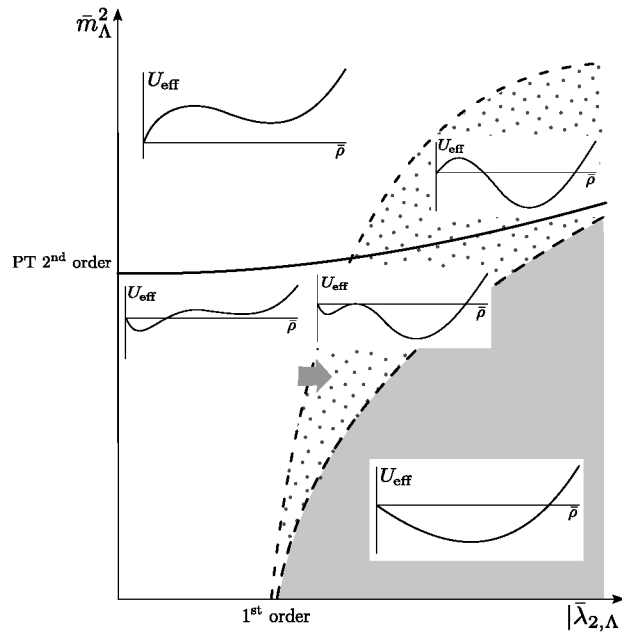 m̄²_Λ
U_eff
ρ̄
U_eff
ρ̄
PT 2nd order
U_eff
ρ̄
U_eff
ρ̄
U_eff
ρ̄
1st order
|λ̄_{2,Λ}